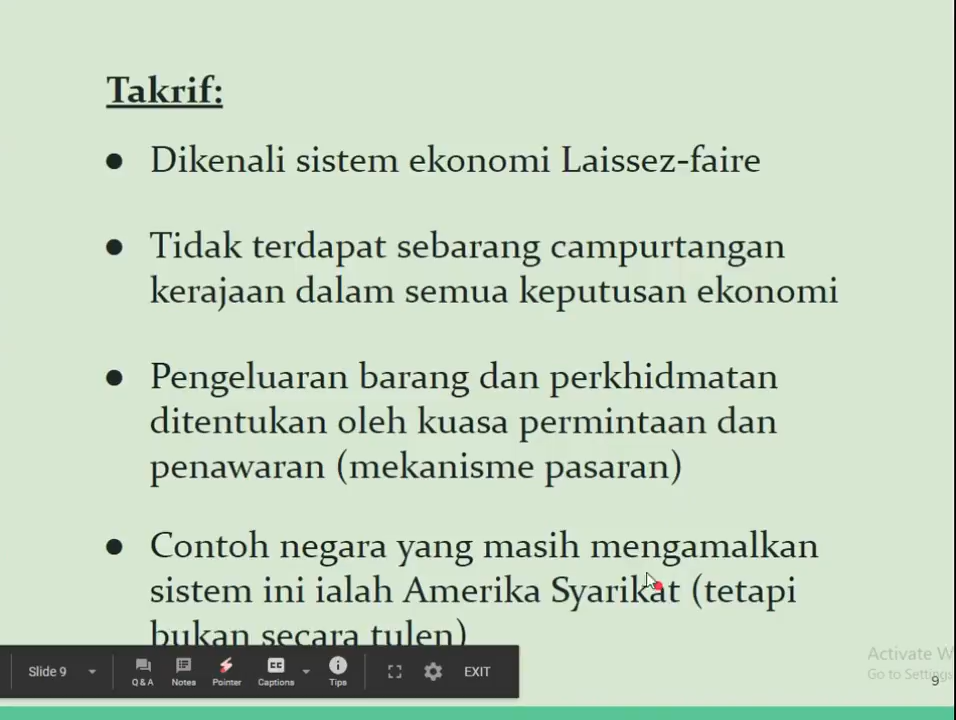 Takrif:
● Dikenali sistem ekonomi Laissez-faire
● Tidak terdapat sebarang campurtangan
kerajaan dalam semua keputusan ekonomi
● Pengeluaran barang dan perkhidmatan
ditentukan oleh kuasa permintaan dan
penawaran (mekanisme pasaran)
● Contoh negara yang masih mengamalkan
sistem ini ialah Amerika Syarikat (tetapi
bukan secara tulen)
Activate W
Go to Settings
9
Slide 9
Q & A
Notes
Pointer
CC
Captions
Tips
EXIT